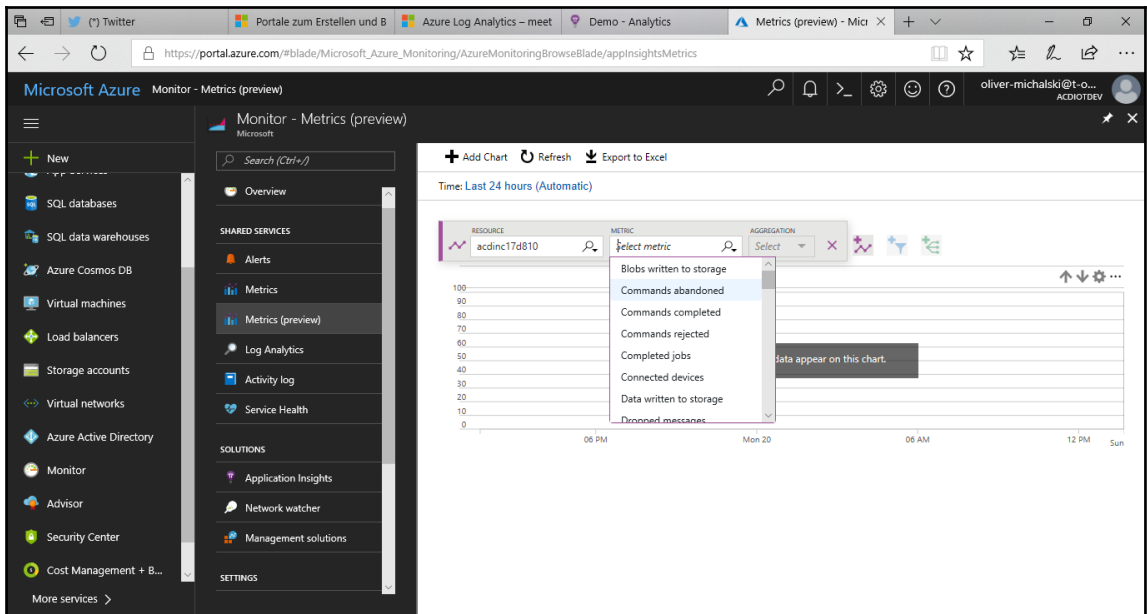 (*) Twitter
Portale zum Erstellen und B
Azure Log Analytics – meet
Demo - Analytics
Metrics (preview) - Micr
https://portal.azure.com/#blade/Microsoft_Azure_Monitoring/AzureMonitoringBrowseBlade/appInsightsMetrics
Microsoft Azure Monitor - Metrics (preview)
oliver-michalski@t-o...
ACDIOTDEV
Monitor - Metrics (preview)
Microsoft
New
SQL databases
SQL data warehouses
Azure Cosmos DB
Virtual machines
Load balancers
Storage accounts
Virtual networks
Azure Active Directory
Monitor
Advisor
Security Center
Cost Management + B...
More services >
Search (Ctrl+/)
Overview
SHARED SERVICES
Alerts
Metrics
Metrics (preview)
Log Analytics
Activity log
Service Health
SOLUTIONS
Application Insights
Network watcher
Management solutions
SETTINGS
Add Chart Refresh Export to Excel
Time: Last 24 hours (Automatic)
RESOURCE METRIC AGGREGATION
acdinc17d810 Select metric Select
Blobs written to storage
Commands abandoned
Commands completed
Commands rejected
Completed jobs
Connected devices
Data written to storage
Dropped messages
data appear on this chart.
100
90
80
70
60
50
40
30
20
10
0
06 PM Mon 20 06 AM 12 PM Sun